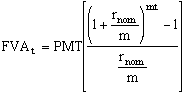 FVA_t = PMT[((1 + r_nom/m)^mt − 1)/(r_nom/m)]